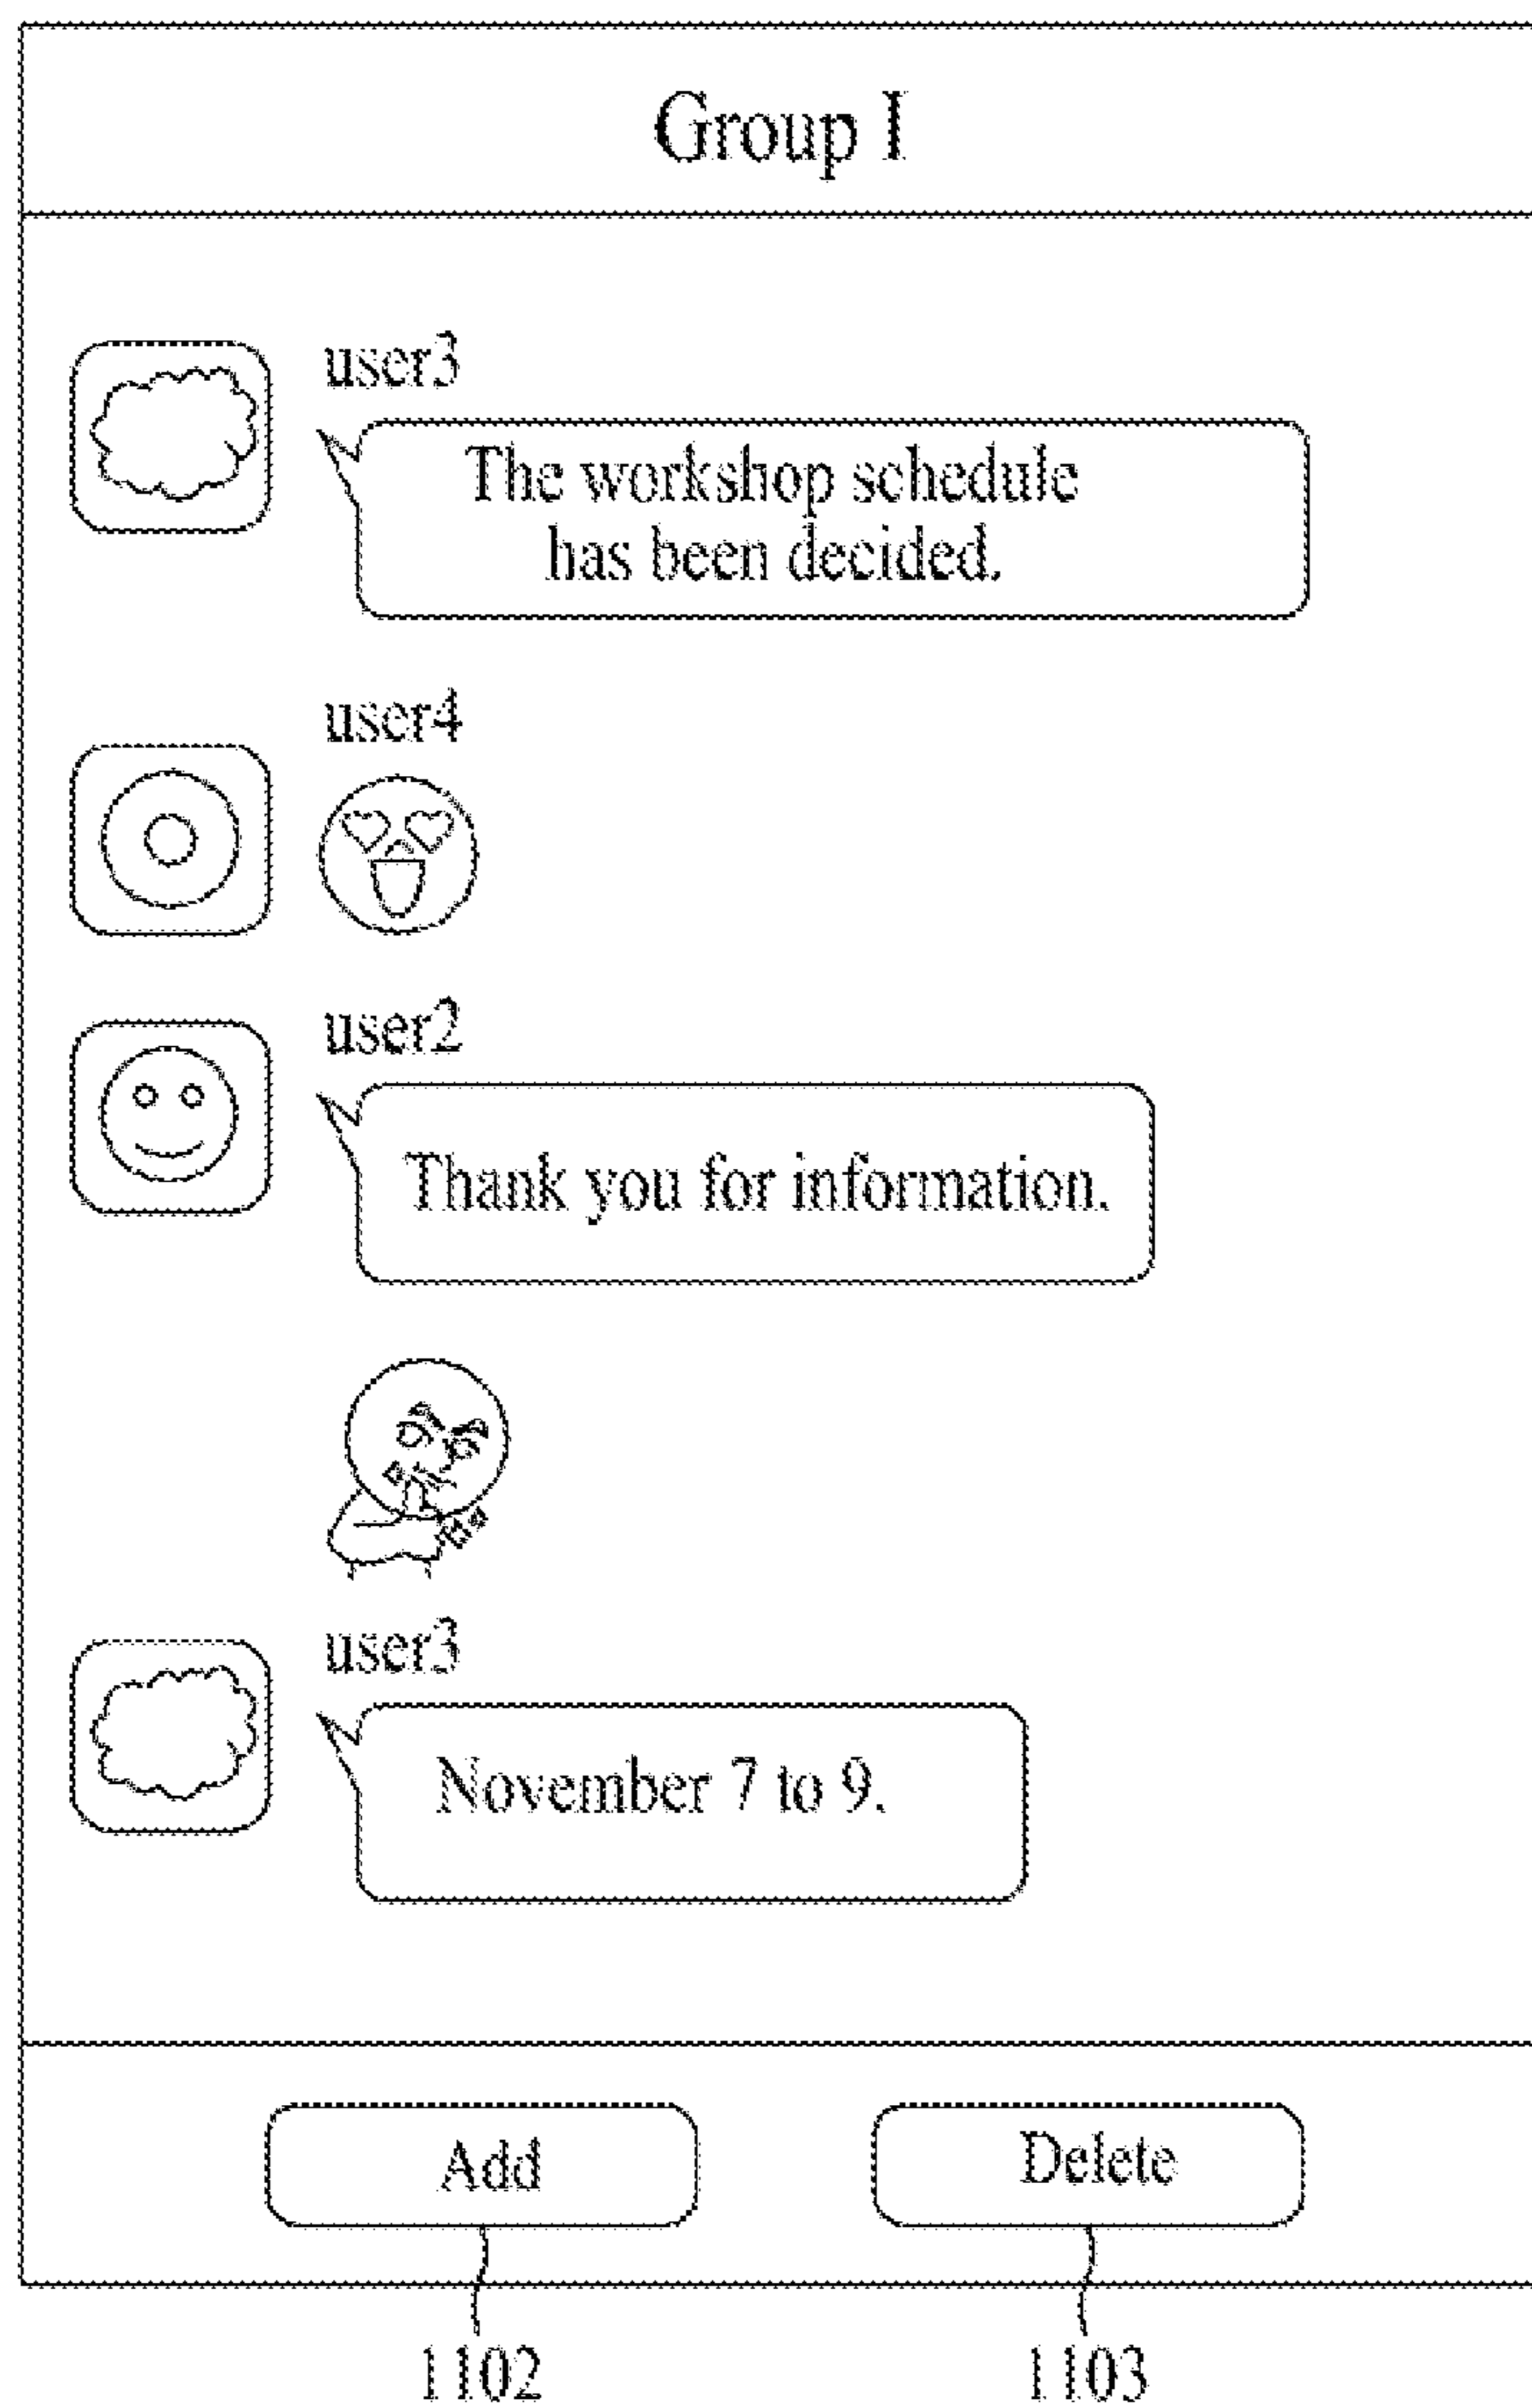 Group I
user3
The workshop schedule
has been decided.
user4
user2
Thank you for information.
user3
November 7 to 9.
Add
Delete
1102
1103